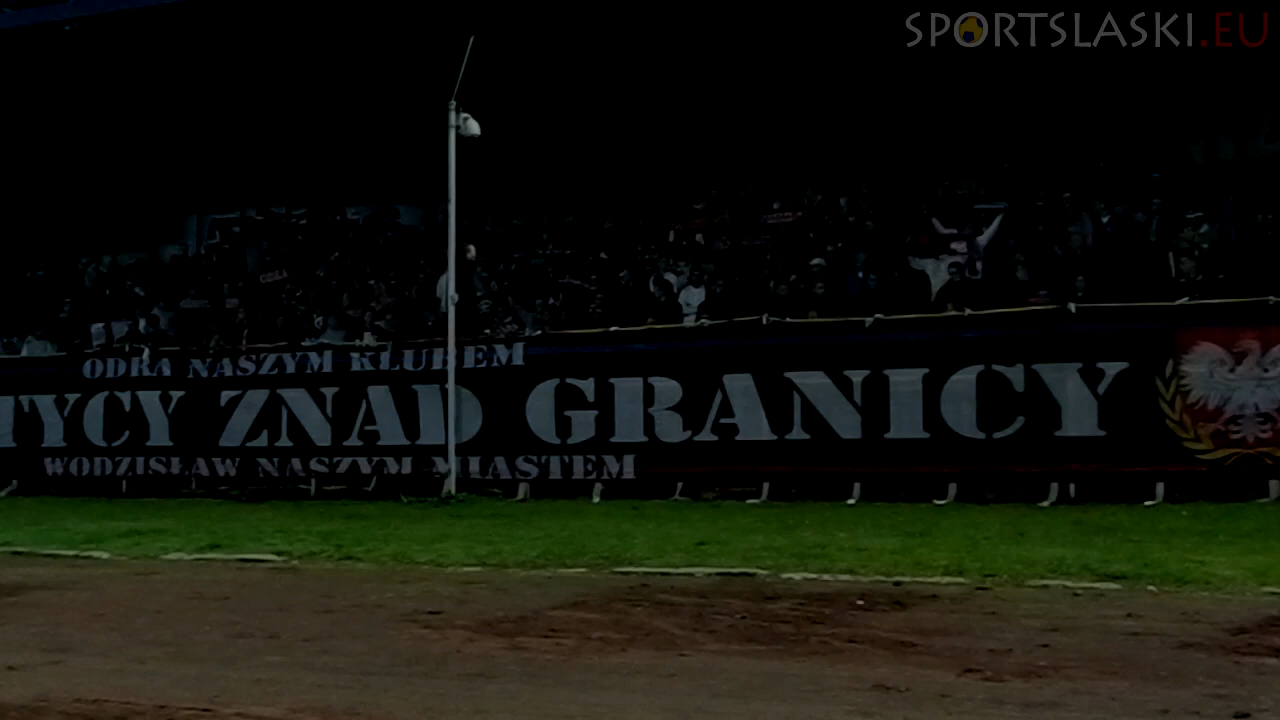 SPORTSLASKI.EU
ODRA NASZYM KLUBEM
TYCY ZNAD GRANICY
WODZISŁAW NASZYM MIASTEM